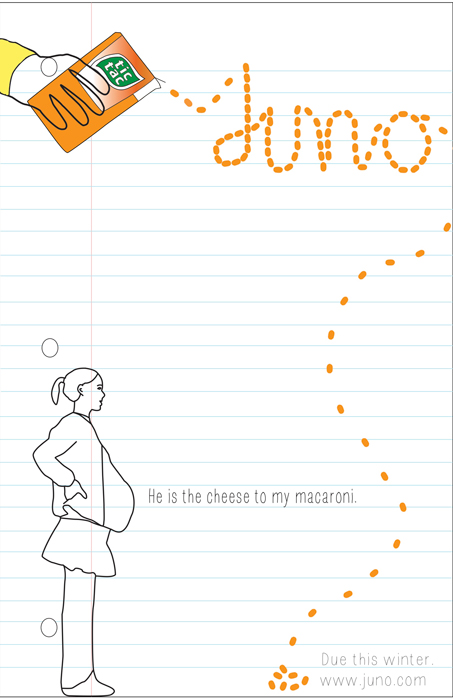 tic
tac
juno
He is the cheese to my macaroni.
Due this winter.
www.juno.com